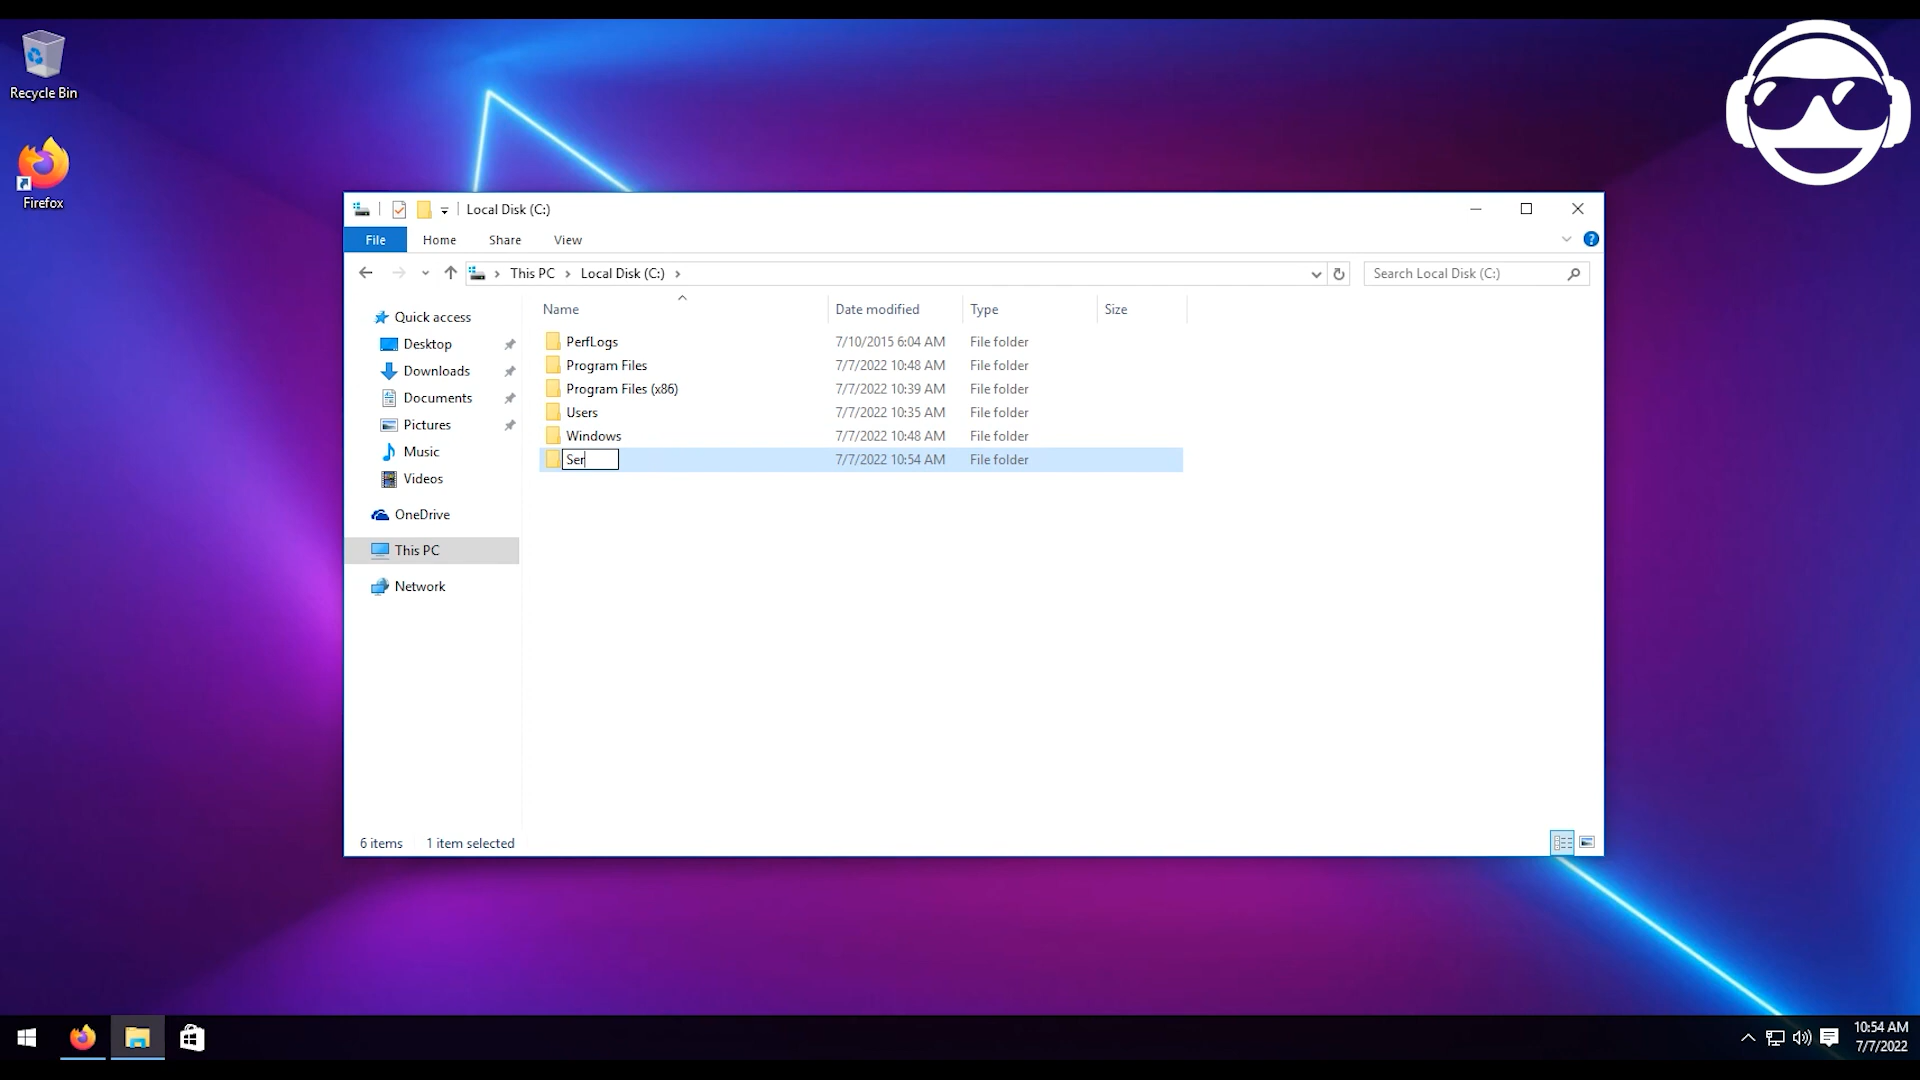 Recycle Bin
Firefox
Local Disk (C:)
File Home Share View
This PC Local Disk (C:)
Search Local Disk (C:)
Name Date modified Type Size
PerfLogs 7/10/2015 6:04 AM File folder
Program Files 7/7/2022 10:48 AM File folder
Program Files (x86) 7/7/2022 10:39 AM File folder
Users 7/7/2022 10:35 AM File folder
Windows 7/7/2022 10:48 AM File folder
Ser 7/7/2022 10:54 AM File folder
Quick access
Desktop
Downloads
Documents
Pictures
Music
Videos
OneDrive
This PC
Network
6 items 1 item selected
10:54 AM
7/7/2022